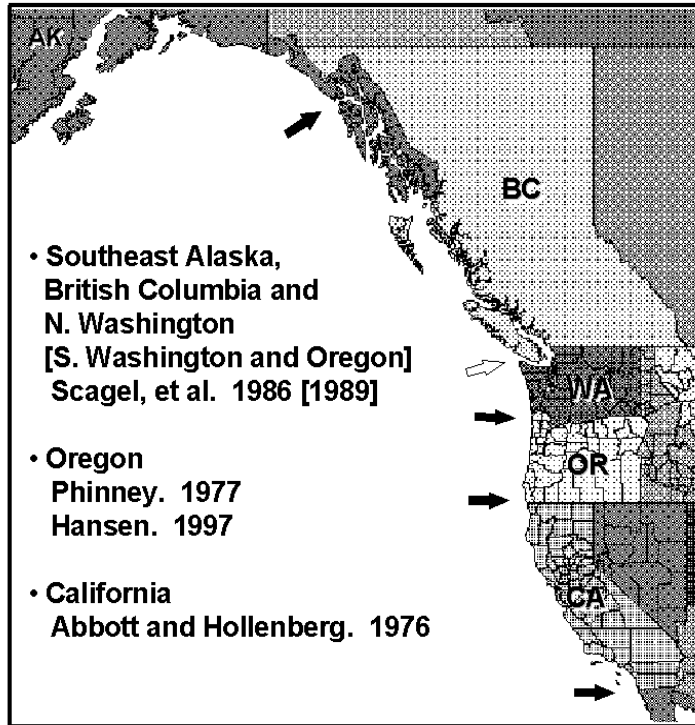 AK
BC
• Southeast Alaska,
British Columbia and
N. Washington
[S. Washington and Oregon]
Scagel, et al. 1986 [1989]
WA
• Oregon
Phinney. 1977
Hansen. 1997
OR
• California
Abbott and Hollenberg. 1976
CA